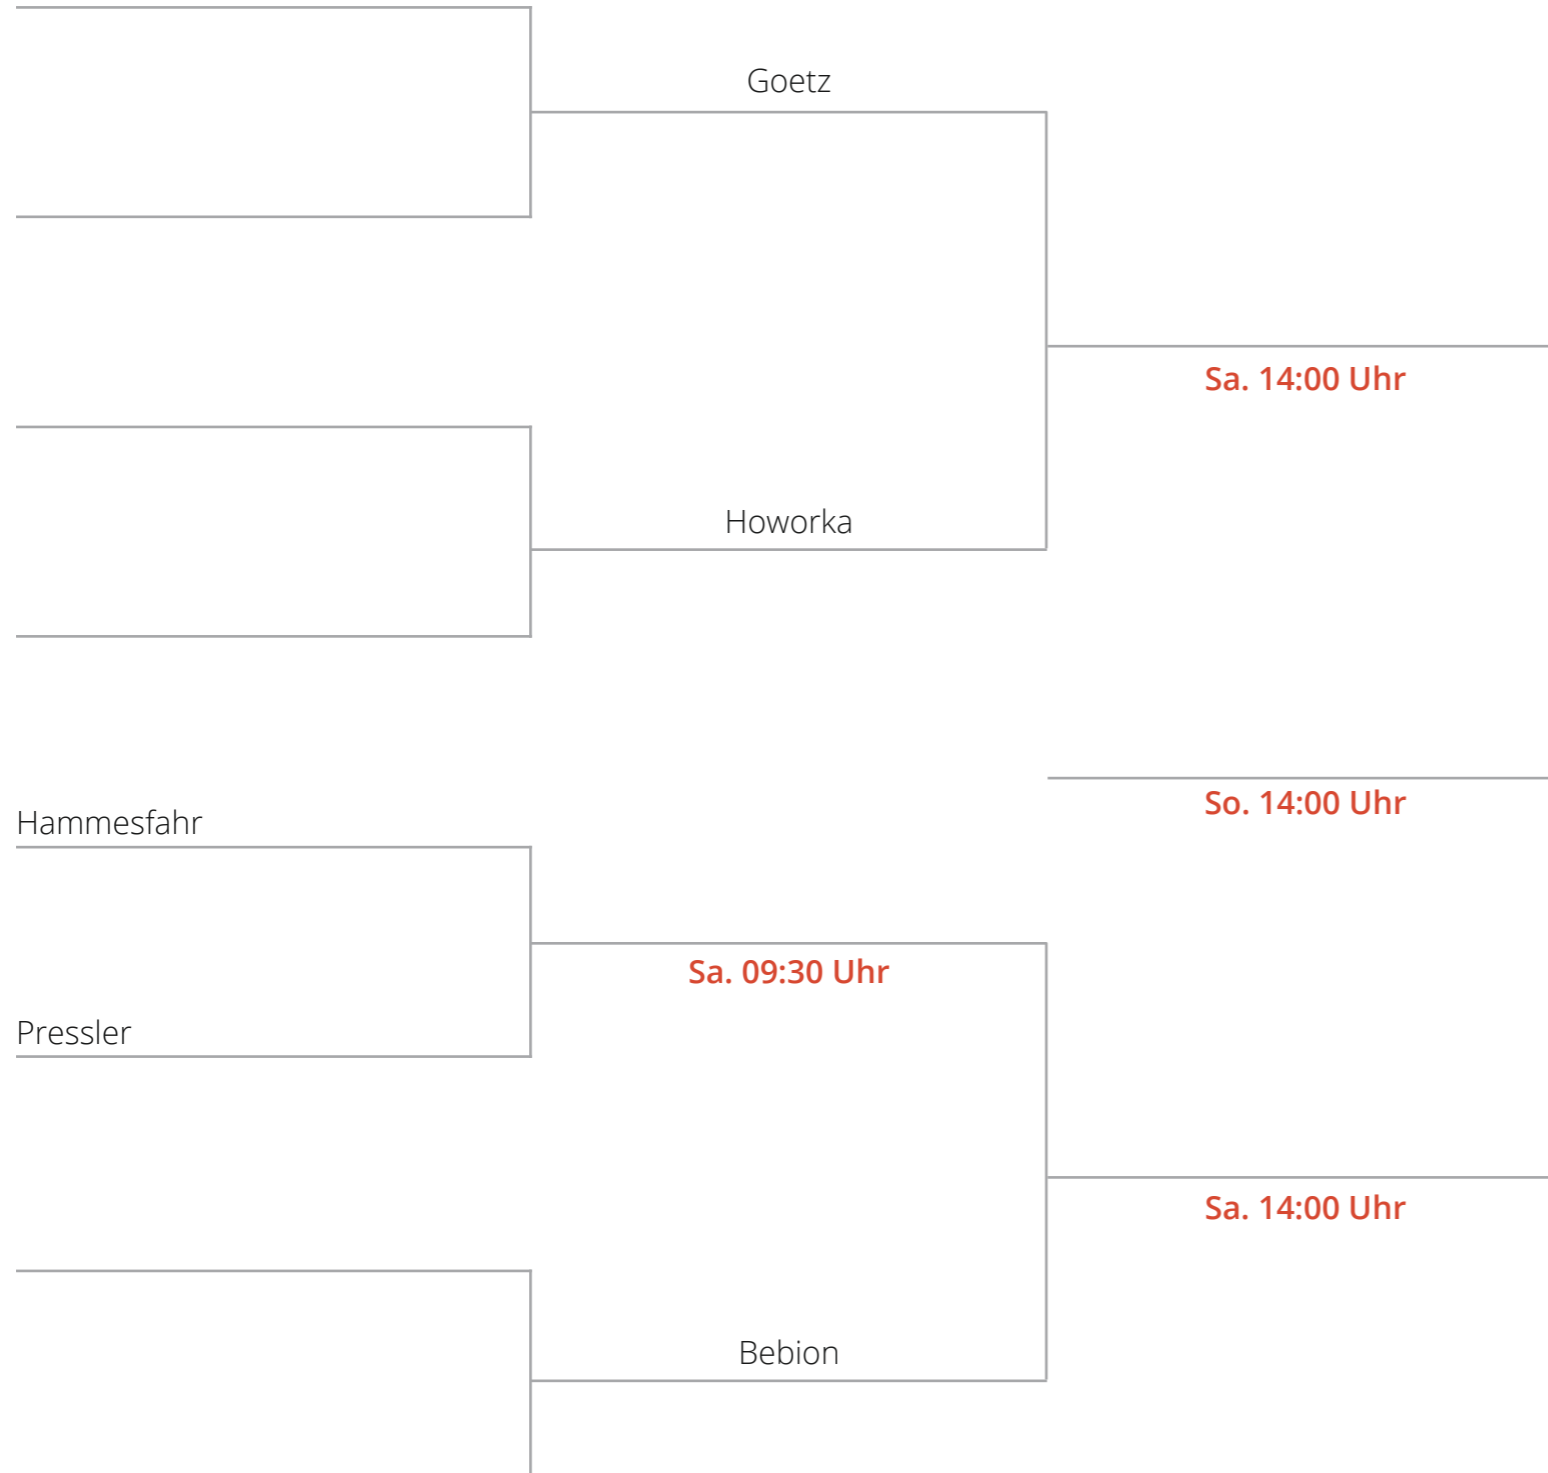 Goetz
Sa. 14:00 Uhr
Howorka
So. 14:00 Uhr
Hammesfahr
Sa. 09:30 Uhr
Pressler
Sa. 14:00 Uhr
Bebion